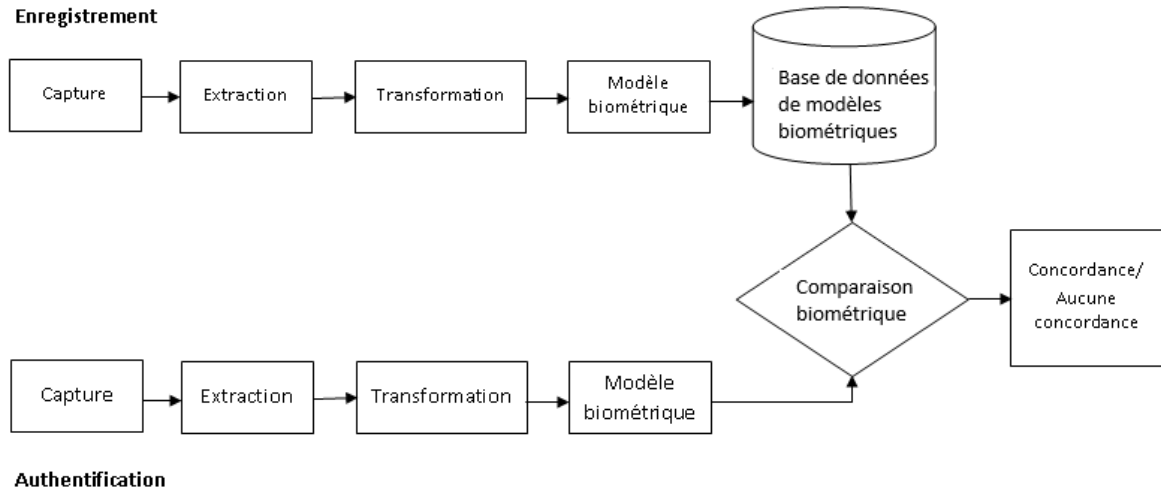 Enregistrement
Capture
Extraction
Transformation
Modèle
biométrique
Base de données
de modèles
biométriques
Comparaison
biométrique
Concordance/
Aucune
concordance
Capture
Extraction
Transformation
Modèle
biométrique
Authentification